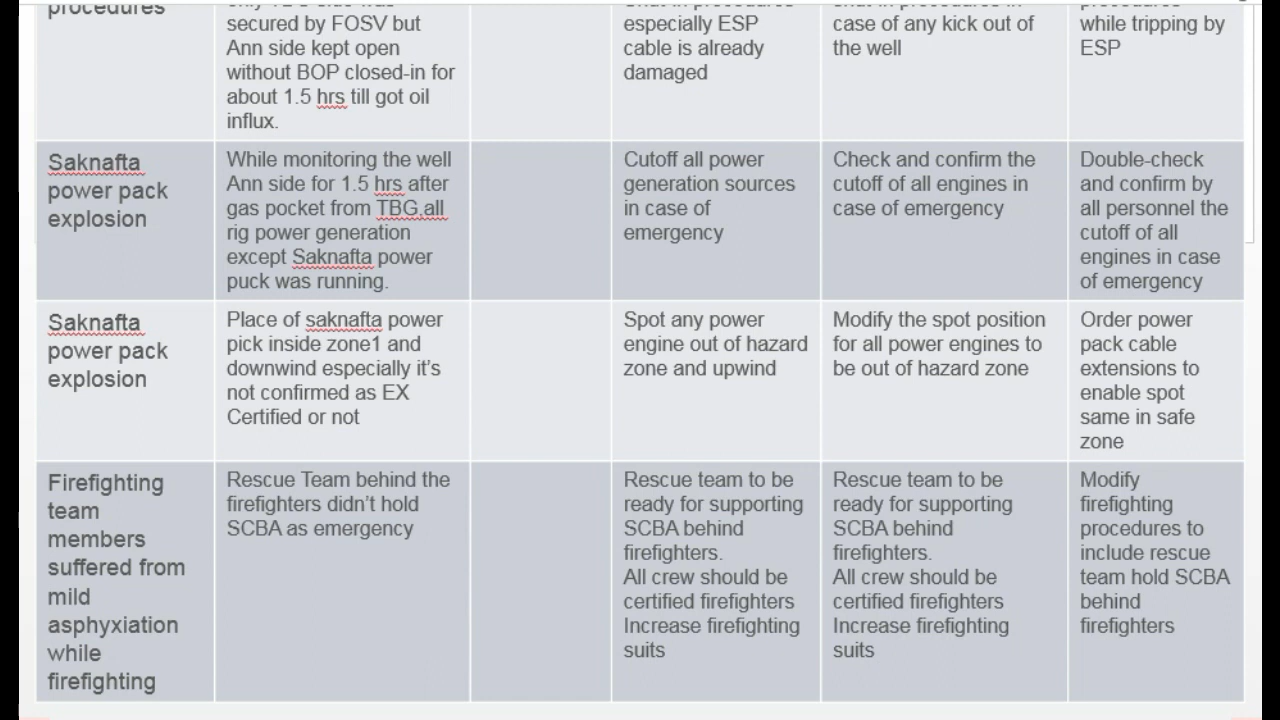 procedures
secured by FOSV but
Ann side kept open
without BOP closed-in for
about 1.5 hrs till got oil
influx.
especially ESP
cable is already
damaged
case of any kick out of
the well
while tripping by
ESP
Saknafta
power pack
explosion
While monitoring the well
Ann side for 1.5 hrs after
gas pocket from TBG,all
rig power generation
except Saknafta power
puck was running.
Cutoff all power
generation sources
in case of
emergency
Check and confirm the
cutoff of all engines in
case of emergency
Double-check
and confirm by
all personnel the
cutoff of all
engines in case
of emergency
Saknafta
power pack
explosion
Place of saknafta power
pick inside zone1 and
downwind especially it’s
not confirmed as EX
Certified or not
Spot any power
engine out of hazard
zone and upwind
Modify the spot position
for all power engines to
be out of hazard zone
Order power
pack cable
extensions to
enable spot
same in safe
zone
Firefighting
team
members
suffered from
mild
asphyxiation
while
firefighting
Rescue Team behind the
firefighters didn’t hold
SCBA as emergency
Rescue team to be
ready for supporting
SCBA behind
firefighters.
All crew should be
certified firefighters
Increase firefighting
suits
Rescue team to be
ready for supporting
SCBA behind
firefighters.
All crew should be
certified firefighters
Increase firefighting
suits
Modify
firefighting
procedures to
include rescue
team hold SCBA
behind
firefighters